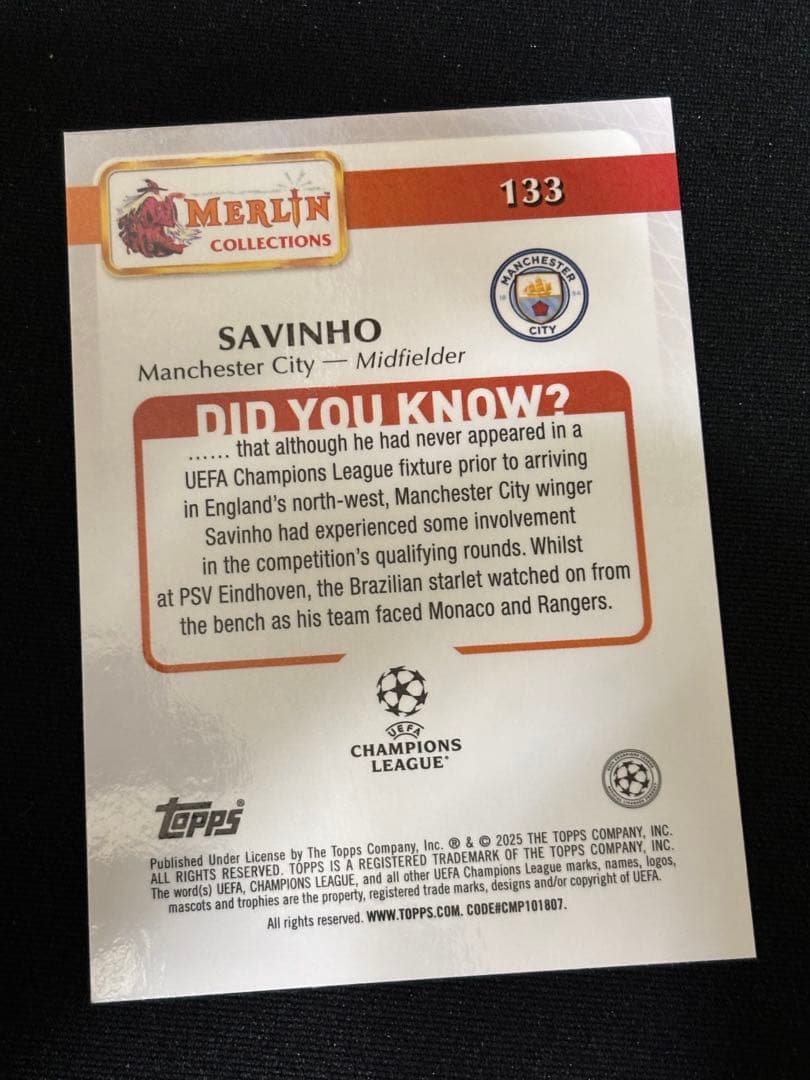 MERLIN™
COLLECTIONS
133
MANCHESTER
CITY
SAVINHO
Manchester City — Midfielder
DID YOU KNOW?
...... that although he had never appeared in a
UEFA Champions League fixture prior to arriving
in England's north-west, Manchester City winger
Savinho had experienced some involvement
in the competition's qualifying rounds. Whilst
at PSV Eindhoven, the Brazilian starlet watched on from
the bench as his team faced Monaco and Rangers.
UEFA
CHAMPIONS
LEAGUE®
Topps®
Published Under License by The Topps Company, Inc. ® & © 2025 THE TOPPS COMPANY, INC.
ALL RIGHTS RESERVED. TOPPS IS A REGISTERED TRADEMARK OF THE TOPPS COMPANY, INC.
The word(s) UEFA, CHAMPIONS LEAGUE, and all other UEFA Champions League marks, names, logos,
mascots and trophies are the property, registered trade marks, designs and/or copyright of UEFA.
All rights reserved. WWW.TOPPS.COM. CODE#CMP101807.